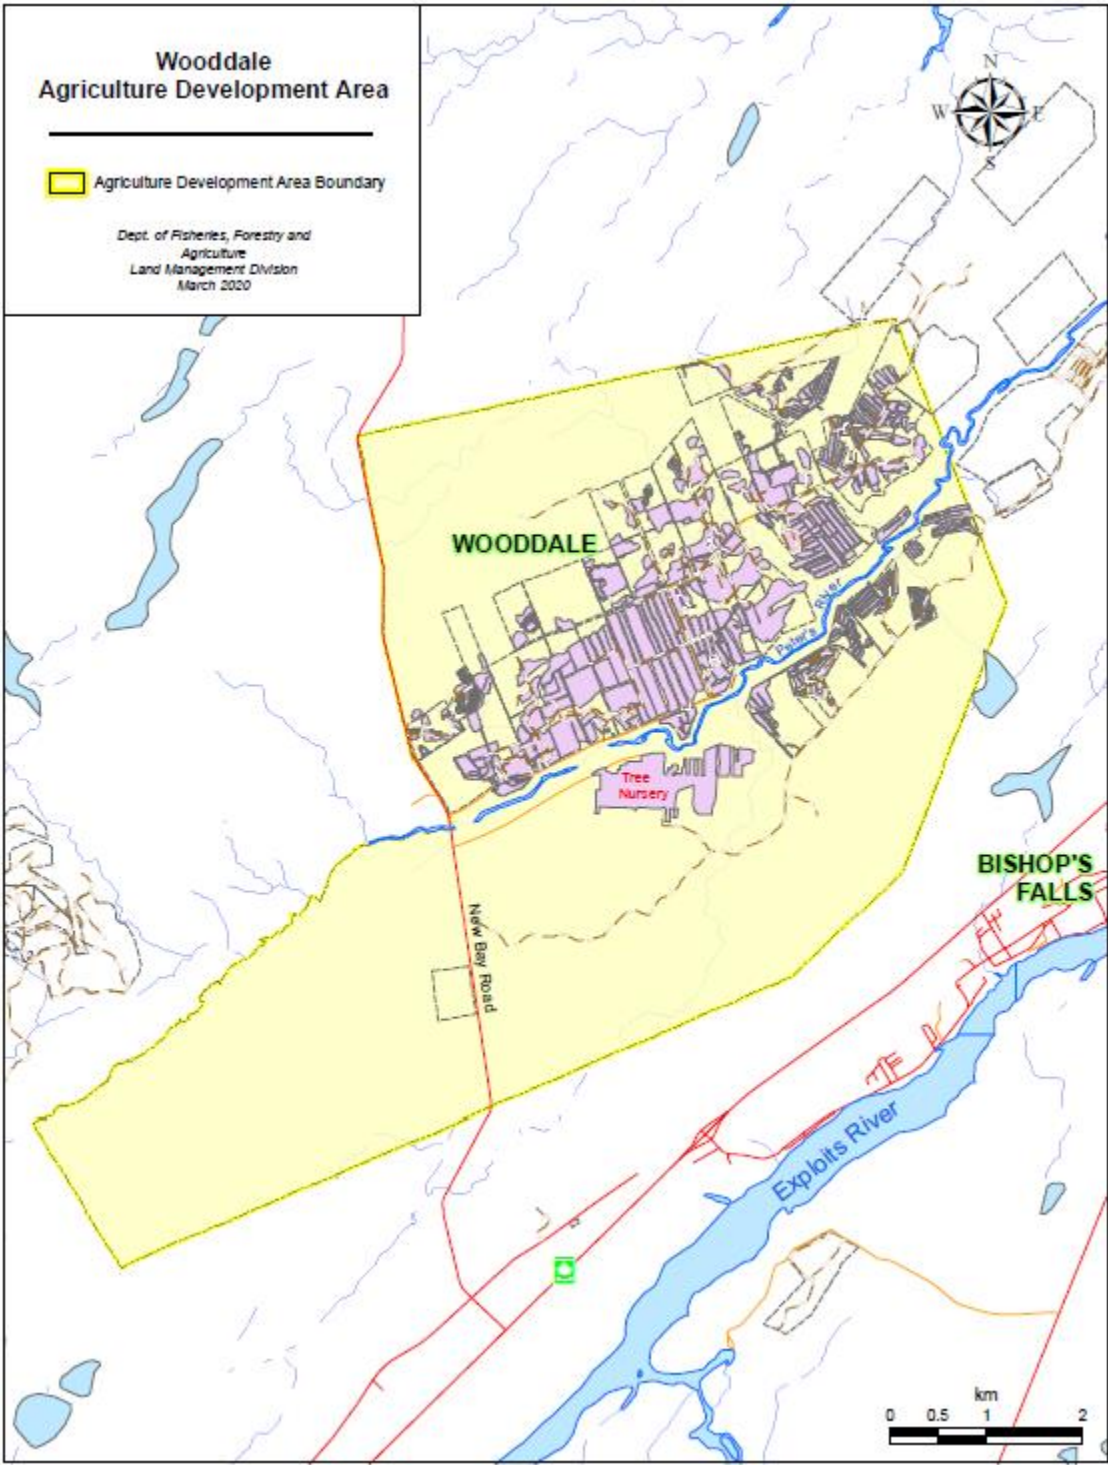 Wooddale
Agriculture Development Area
Agriculture Development Area Boundary
Dept. of Fisheries, Forestry and
Agriculture
Land Management Division
March 2020
N
W
E
S
WOODDALE
Peter's River
Tree
Nursery
BISHOP'S
FALLS
New Bay Road
Exploits River
km
0 0.5 1 2